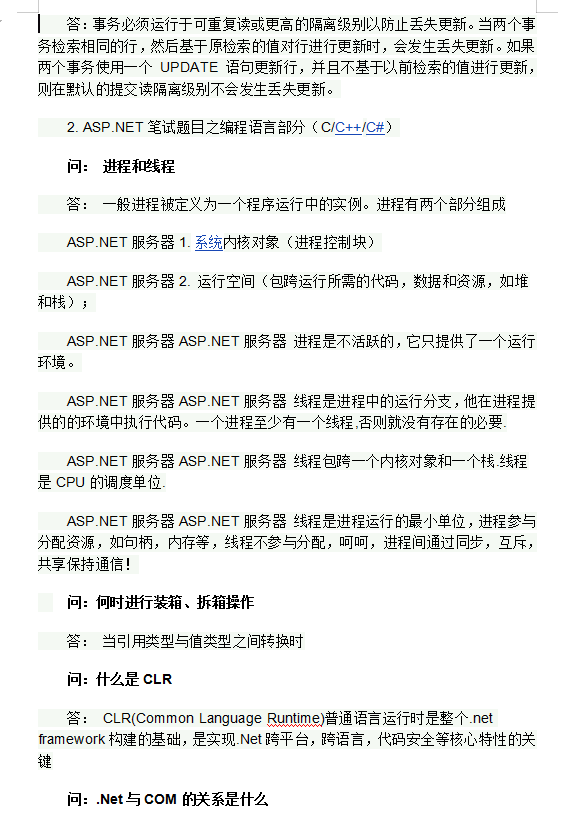 答：事务必须运行于可重复读或更高的隔离级别以防止丢失更新。当两个事
务检索相同的行，然后基于原检索的值对行进行更新时，会发生丢失更新。如果
两个事务使用一个 UPDATE 语句更新行，并且不基于以前检索的值进行更新，
则在默认的提交读隔离级别不会发生丢失更新。
2. ASP.NET 笔试题目之编程语言部分（C/C++/C#）
问： 进程和线程
答： 一般进程被定义为一个程序运行中的实例。进程有两个部分组成
ASP.NET 服务器 1. 系统内核对象（进程控制块）
ASP.NET 服务器 2. 运行空间（包跨运行所需的代码，数据和资源，如堆
和栈）；
ASP.NET 服务器 ASP.NET 服务器 进程是不活跃的，它只提供了一个运行
环境。
ASP.NET 服务器 ASP.NET 服务器 线程是进程中的运行分支，他在进程提
供的的环境中执行代码。一个进程至少有一个线程,否则就没有存在的必要.
ASP.NET 服务器 ASP.NET 服务器 线程包跨一个内核对象和一个栈.线程
是 CPU 的调度单位.
ASP.NET 服务器 ASP.NET 服务器 线程是进程运行的最小单位，进程参与
分配资源，如句柄，内存等，线程不参与分配，呵呵，进程间通过同步，互斥，
共享保持通信！
问：何时进行装箱、拆箱操作
答： 当引用类型与值类型之间转换时
问：什么是 CLR
答： CLR(Common Language Runtime)普通语言运行时是整个.net
framework 构建的基础，是实现.Net 跨平台，跨语言，代码安全等核心特性的关
键
问：.Net 与 COM 的关系是什么